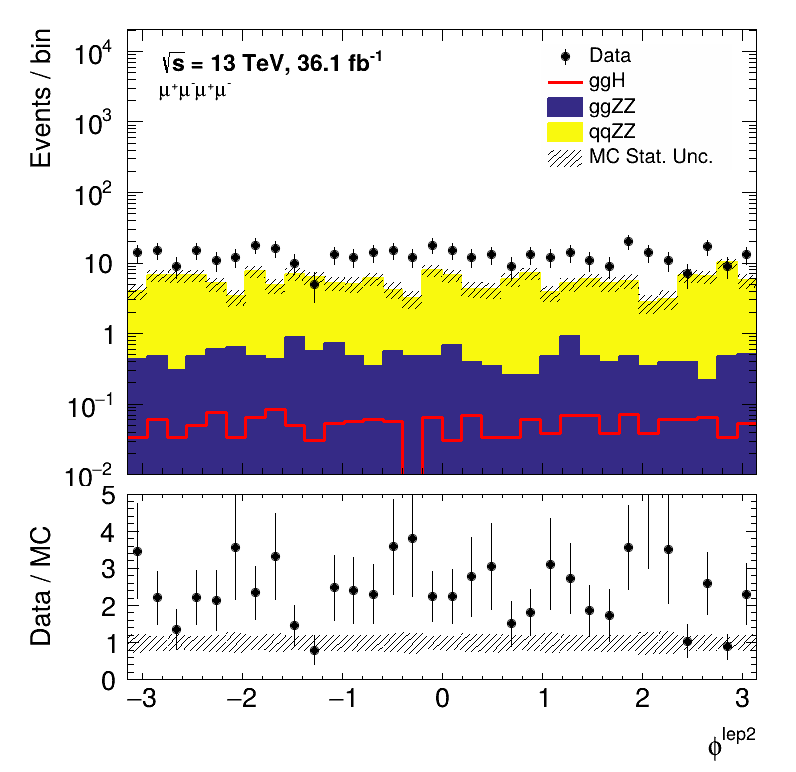 Events / bin
10⁴
10³
10²
10
1
10⁻¹
10⁻²
√s = 13 TeV, 36.1 fb⁻¹
μ⁺μ⁻μ⁺μ⁻
Data
ggH
ggZZ
qqZZ
MC Stat. Unc.
Data / MC
5
4
3
2
1
0
−3 −2 −1 0 1 2 3
ϕ^lep2